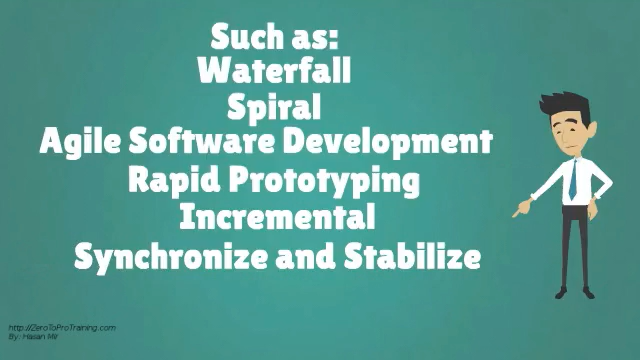 Such as:
Waterfall
Spiral
Agile Software Development
Rapid Prototyping
Incremental
Synchronize and Stabilize
http://ZeroToProTraining.com
By: Hasan Mir